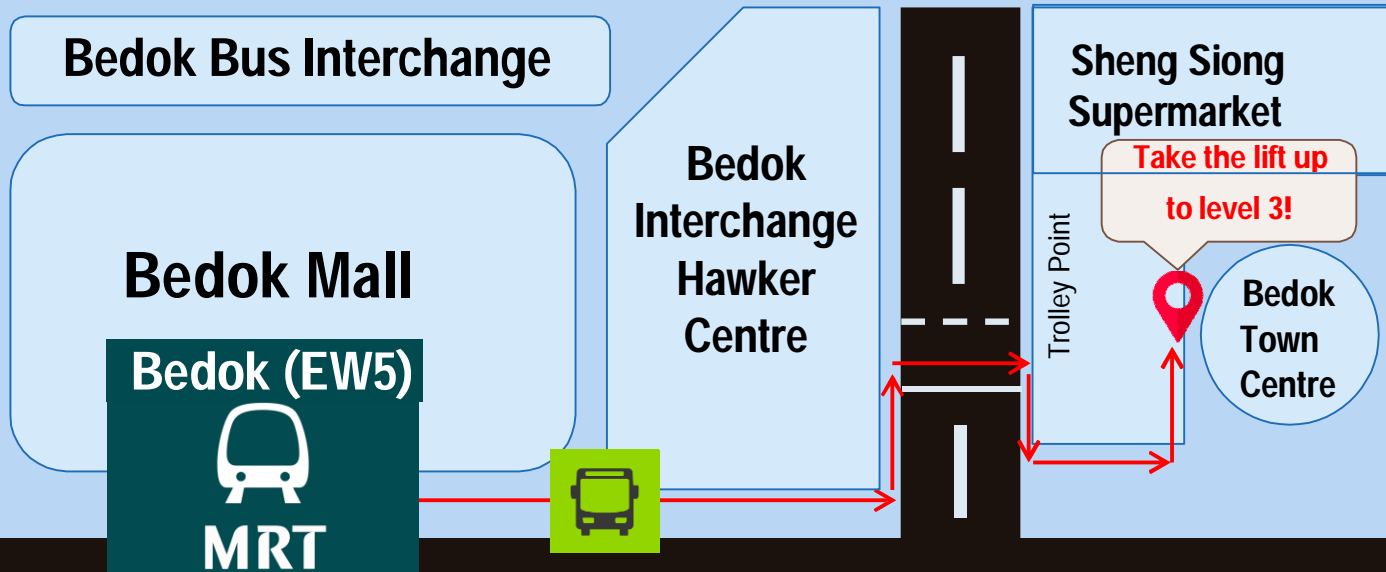 Bedok Bus Interchange
Bedok Mall
Bedok (EW5)
MRT
Bedok
Interchange
Hawker
Centre
Sheng Siong
Supermarket
Take the lift up
to level 3!
Trolley Point
Bedok
Town
Centre